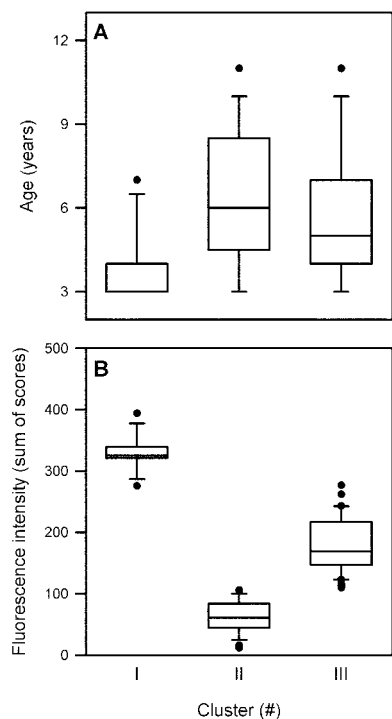 A
12
9
6
3
Age (years)
B
500
400
300
200
100
0
Fluorescence intensity (sum of scores)
I
II
III
Cluster (#)